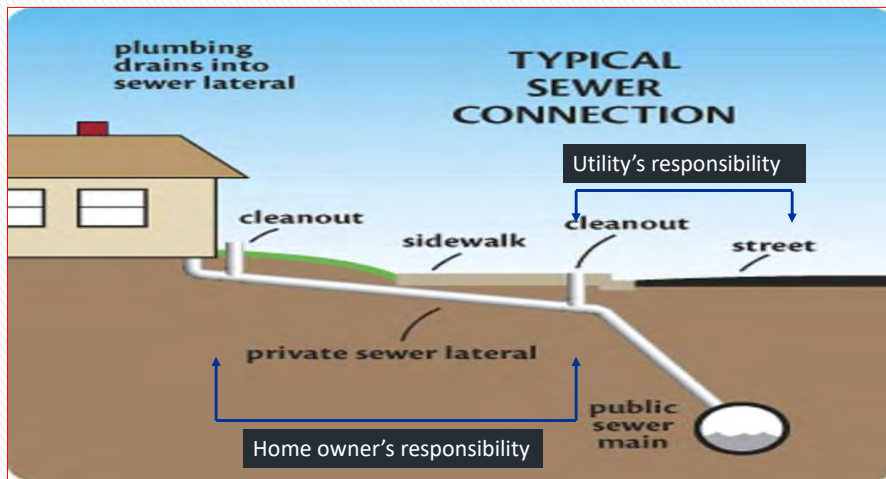 plumbing
drains into
sewer lateral
TYPICAL
SEWER
CONNECTION
Utility’s responsibility
cleanout
sidewalk
cleanout
street
private sewer lateral
public
sewer
main
Home owner’s responsibility